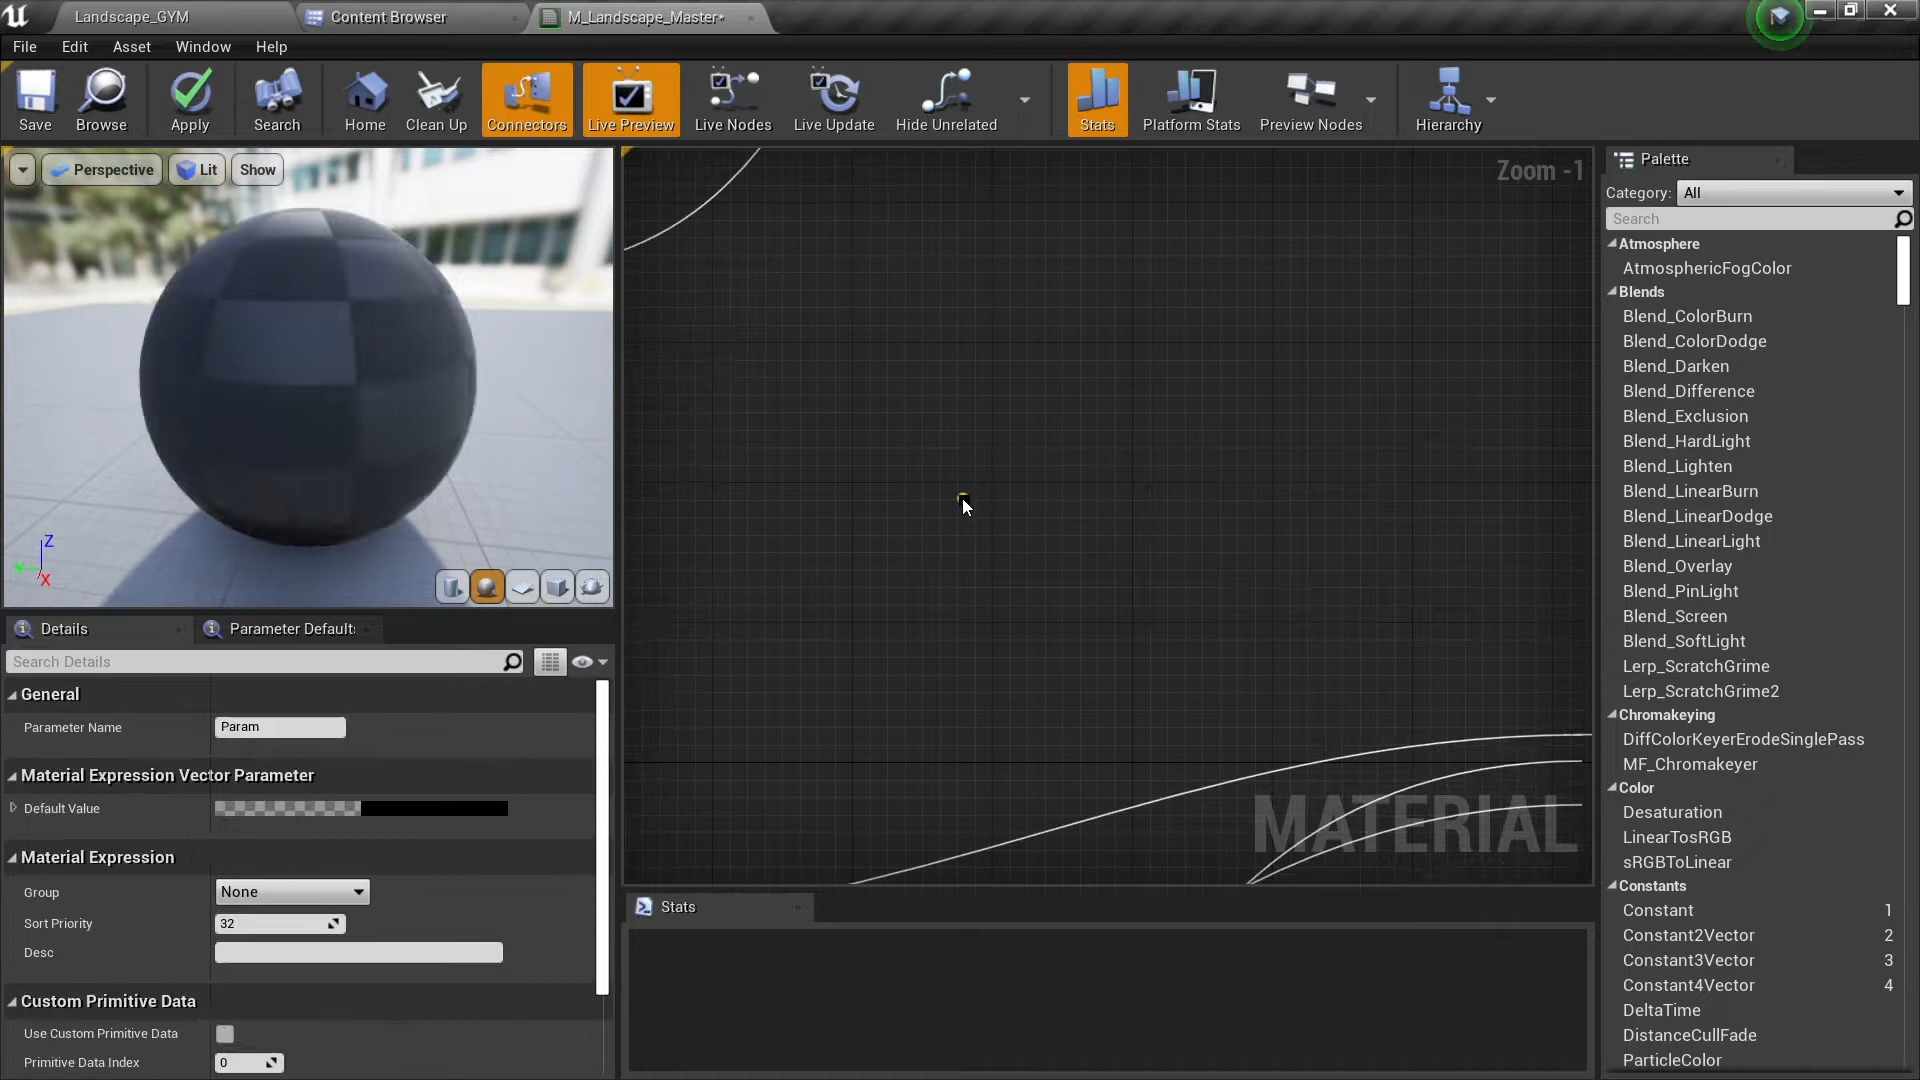 Landscape_GYM
Content Browser
M_Landscape_Master*
File
Edit
Asset
Window
Help
Save
Browse
Apply
Search
Home
Clean Up
Connectors
Live Preview
Live Nodes
Live Update
Hide Unrelated
Stats
Platform Stats
Preview Nodes
Hierarchy
Perspective
Lit
Show
Z
Y
X
Zoom -1
MATERIAL
Details
Parameter Default
Search Details
General
Parameter Name
Param
Material Expression Vector Parameter
Default Value
Material Expression
Group
None
Sort Priority
32
Desc
Custom Primitive Data
Use Custom Primitive Data
Primitive Data Index
0
Stats
Palette
Category:
All
Search
Atmosphere
AtmosphericFogColor
Blends
Blend_ColorBurn
Blend_ColorDodge
Blend_Darken
Blend_Difference
Blend_Exclusion
Blend_HardLight
Blend_Lighten
Blend_LinearBurn
Blend_LinearDodge
Blend_LinearLight
Blend_Overlay
Blend_PinLight
Blend_Screen
Blend_SoftLight
Lerp_ScratchGrime
Lerp_ScratchGrime2
Chromakeying
DiffColorKeyerErodeSinglePass
MF_Chromakeyer
Color
Desaturation
LinearTosRGB
sRGBToLinear
Constants
Constant 1
Constant2Vector 2
Constant3Vector 3
Constant4Vector 4
DeltaTime
DistanceCullFade
ParticleColor